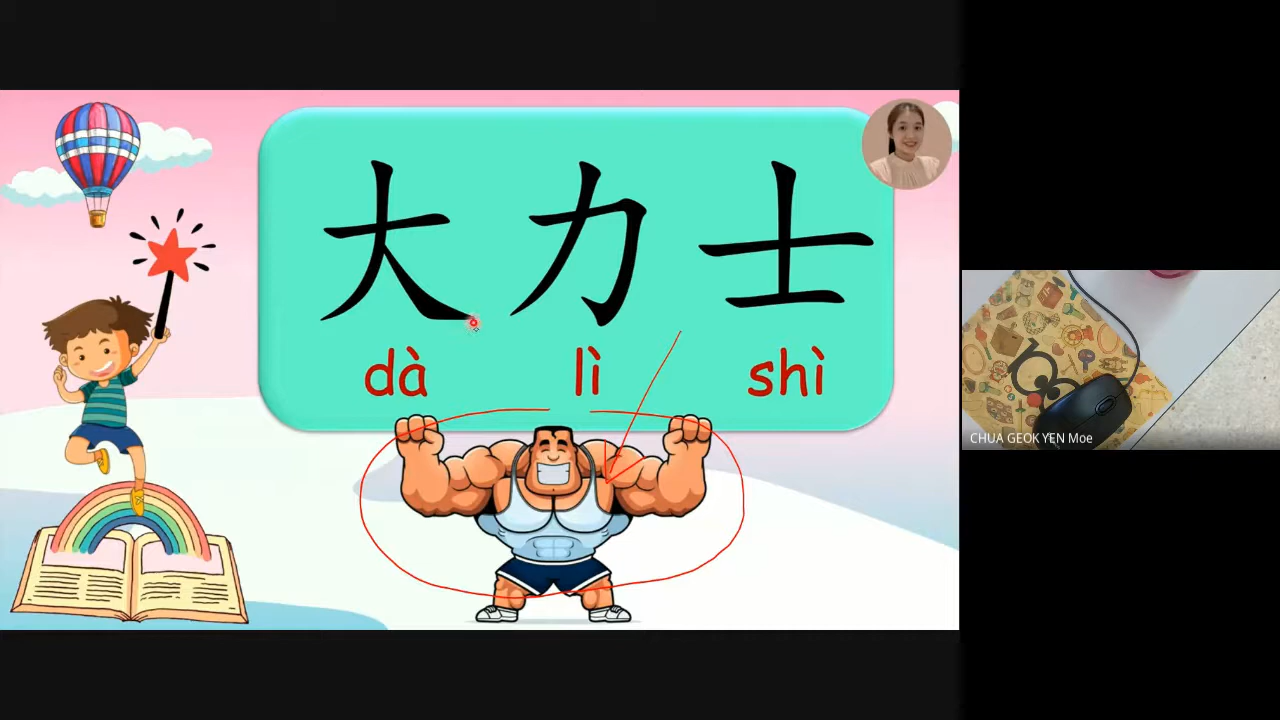 大力士
dà lì shì
CHUA GEOK YEN Moe